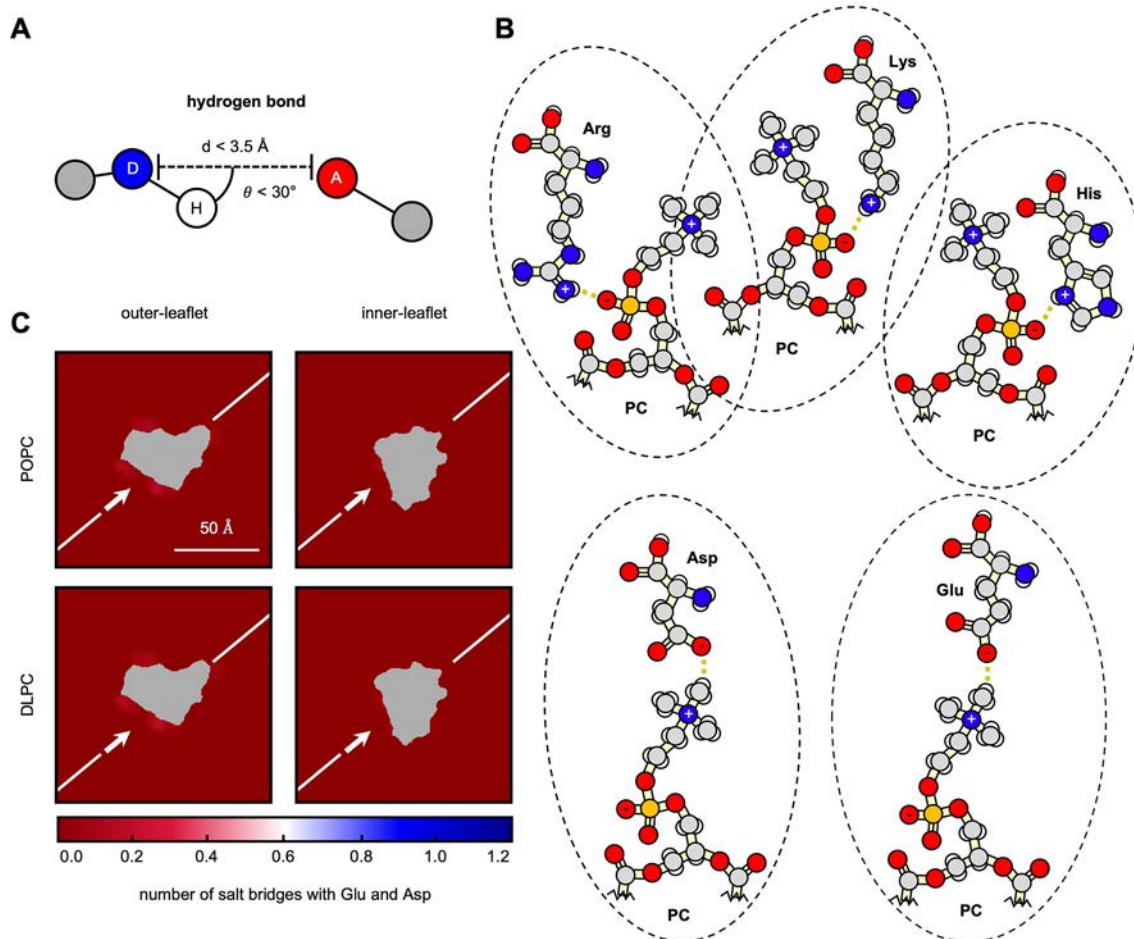 A
hydrogen bond
d < 3.5 Å
D
A
H
θ < 30°
B
Arg
+
-
PC
Lys
+
-
PC
His
+
-
PC
Asp
-
+
-
PC
Glu
-
+
-
PC
C
outer-leaflet
inner-leaflet
POPC
50 Å
DLPC
0.0 0.2 0.4 0.6 0.8 1.0 1.2
number of salt bridges with Glu and Asp